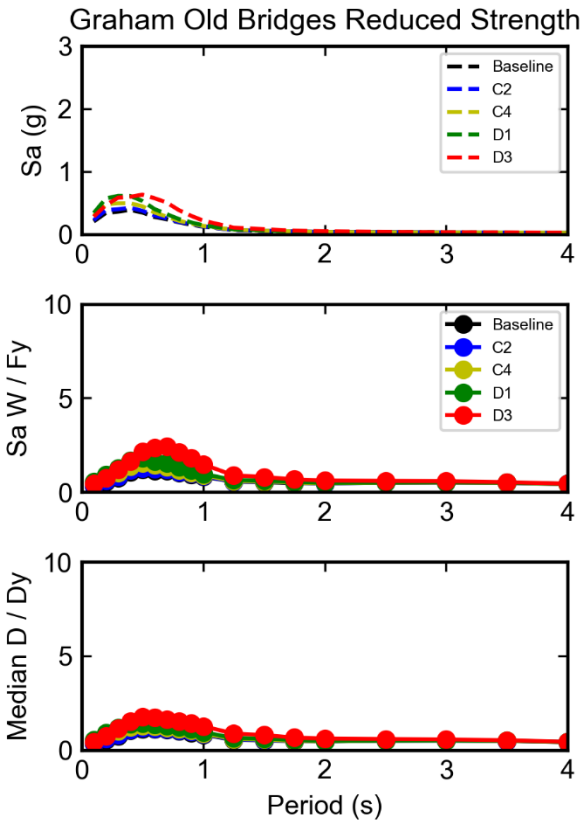 Graham Old Bridges Reduced Strength
3
2
1
0
Sa (g)
Baseline
C2
C4
D1
D3
0 1 2 3 4
10
5
0
Sa W / Fy
Baseline
C2
C4
D1
D3
0 1 2 3 4
10
5
0
Median D / Dy
0 1 2 3 4
Period (s)